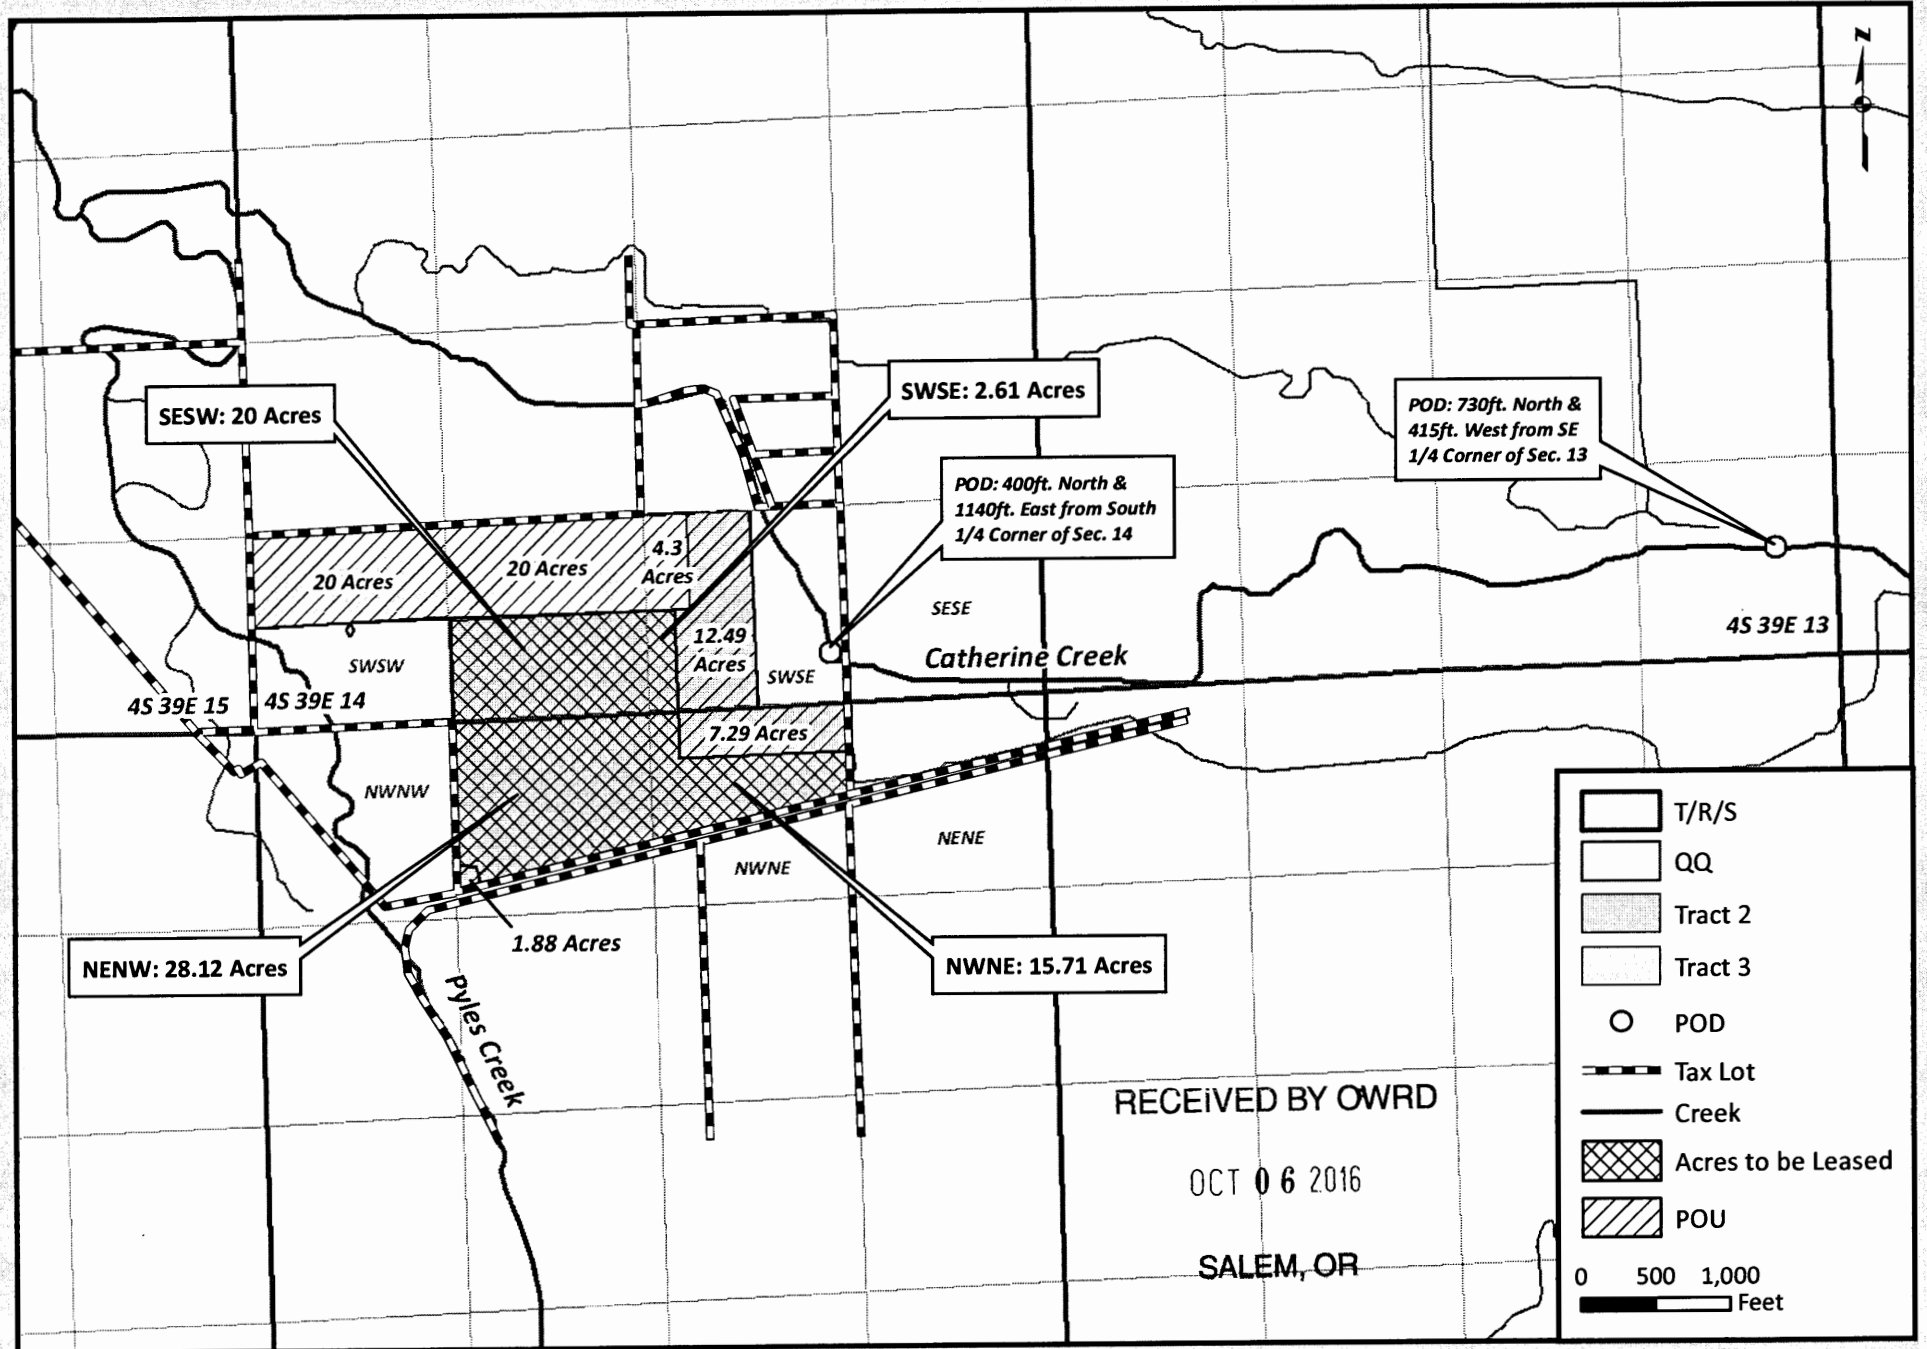 N
SESW: 20 Acres
SWSE: 2.61 Acres
POD: 730ft. North &
415ft. West from SE
1/4 Corner of Sec. 13
POD: 400ft. North &
1140ft. East from South
1/4 Corner of Sec. 14
20 Acres
20 Acres
4.3
Acres
12.49
Acres
SESE
4S 39E 13
SWSW
SWSE
Catherine Creek
4S 39E 15
4S 39E 14
7.29 Acres
NWNW
NENE
NWNE
1.88 Acres
NENW: 28.12 Acres
NWNE: 15.71 Acres
Pyles Creek
RECEiVED BY OWRD
OCT 06 2016
SALEM, OR
T/R/S
QQ
Tract 2
Tract 3
POD
Tax Lot
Creek
Acres to be Leased
POU
0 500 1,000
Feet